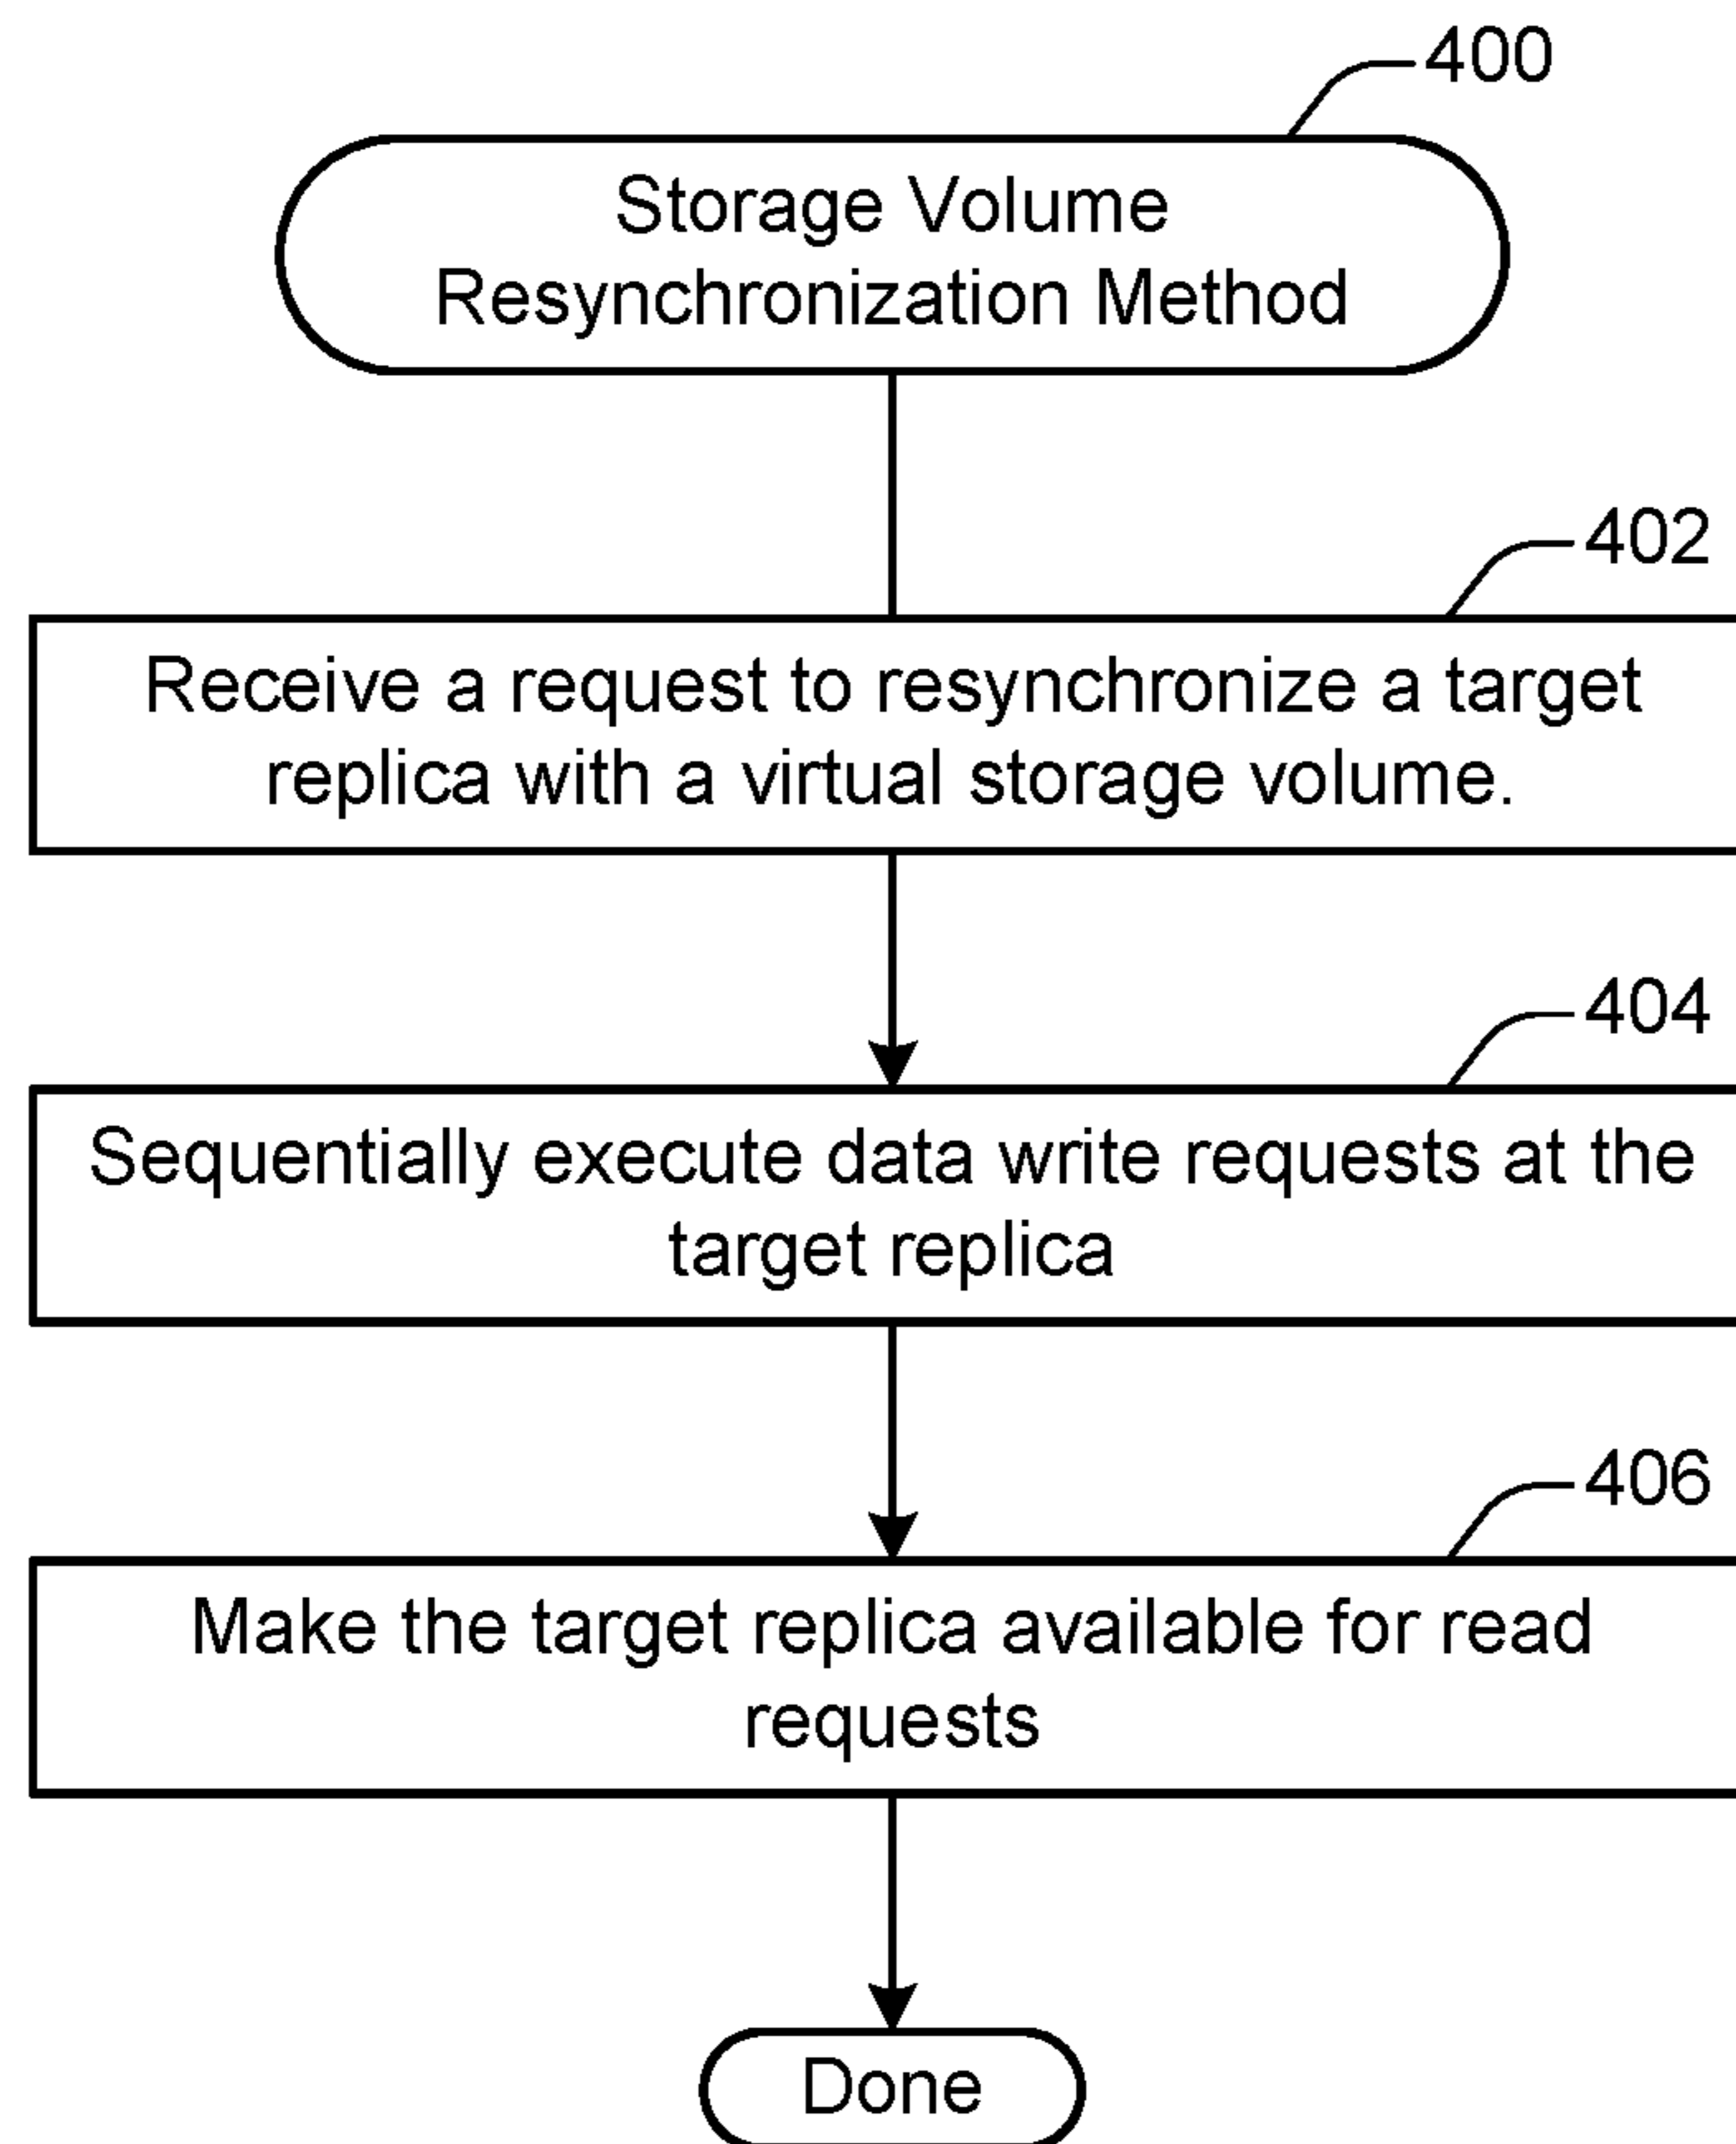 400
Storage Volume
Resynchronization Method
402
Receive a request to resynchronize a target
replica with a virtual storage volume.
404
Sequentially execute data write requests at the
target replica
406
Make the target replica available for read
requests
Done